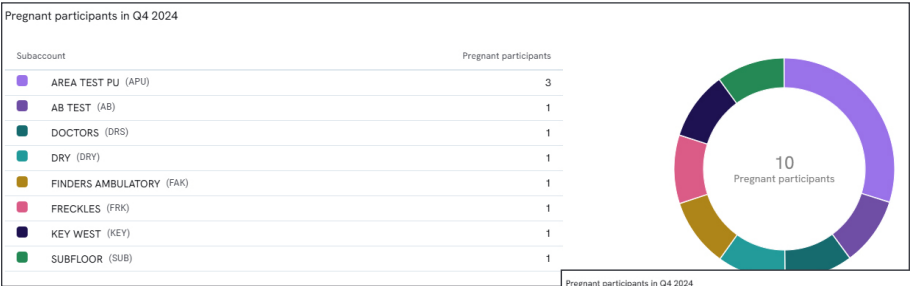 Pregnant participants in Q4 2024
Subaccount Pregnant participants
AREA TEST PU (APU) 3
AB TEST (AB) 1
DOCTORS (DRS) 1
DRY (DRY) 1
FINDERS AMBULATORY (FAK) 1
FRECKLES (FRK) 1
KEY WEST (KEY) 1
SUBFLOOR (SUB) 1
10
Pregnant participants
Pregnant participants in Q4 2024